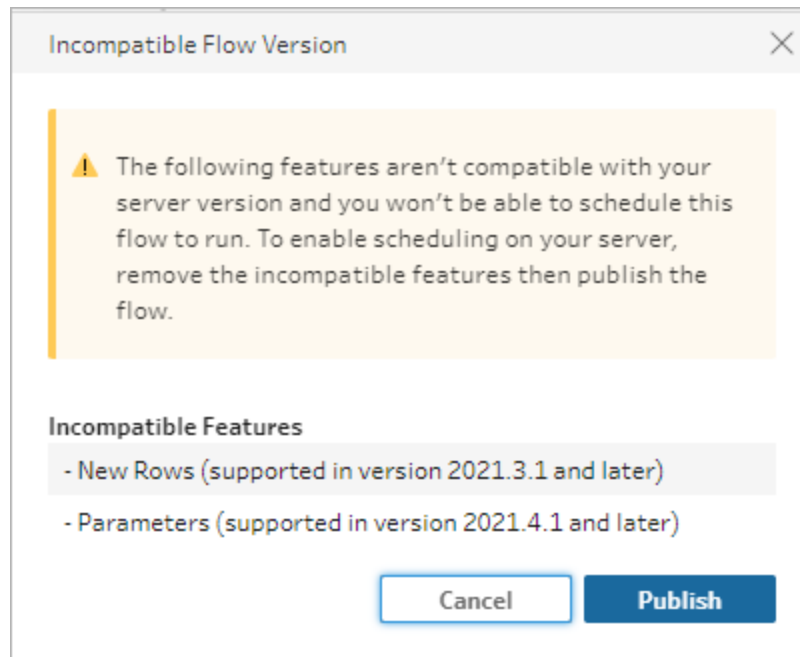 Incompatible Flow Version
The following features aren't compatible with your
server version and you won't be able to schedule this
flow to run. To enable scheduling on your server,
remove the incompatible features then publish the
flow.
Incompatible Features
- New Rows (supported in version 2021.3.1 and later)
- Parameters (supported in version 2021.4.1 and later)
Cancel Publish